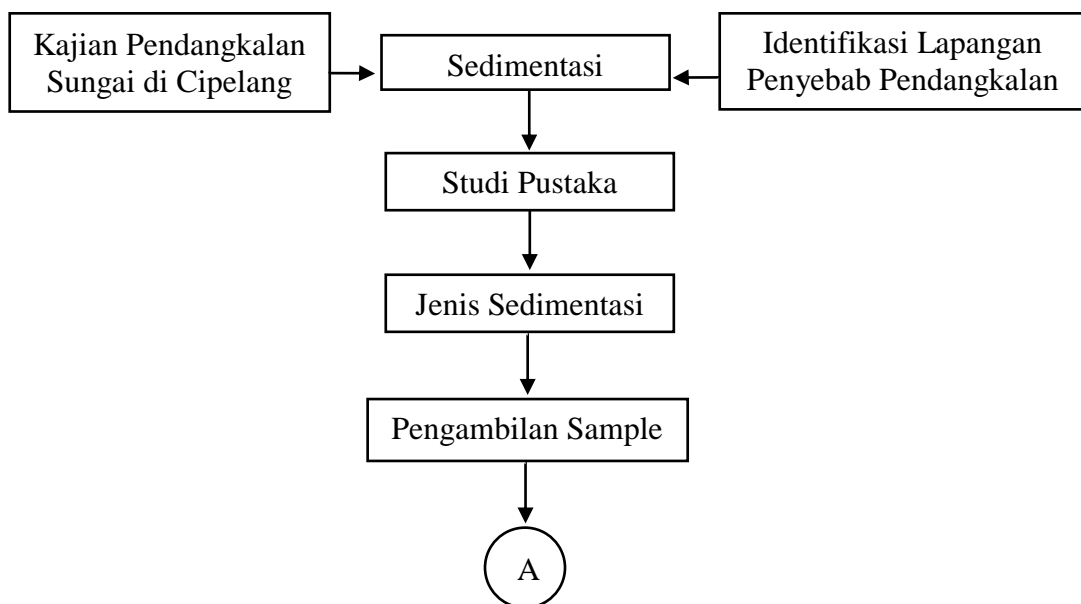 Kajian Pendangkalan
Sungai di Cipelang
Sedimentasi
Identifikasi Lapangan
Penyebab Pendangkalan
Studi Pustaka
Jenis Sedimentasi
Pengambilan Sample
A